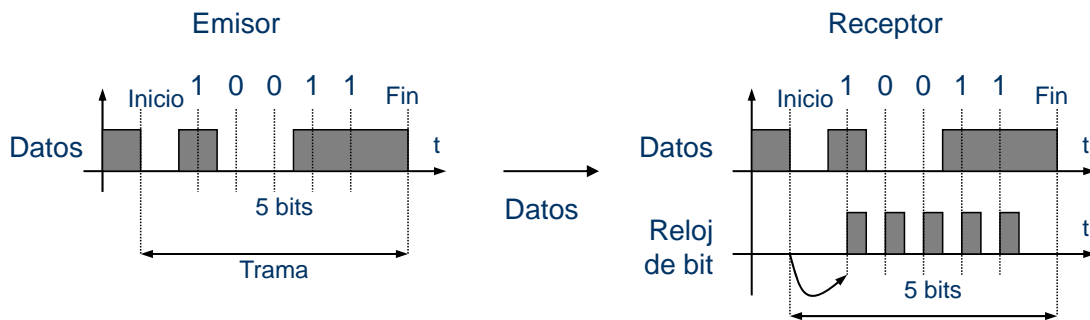 Emisor
Inicio 1 0 0 1 1 Fin
Datos
t
5 bits
Trama
Datos
Receptor
Inicio 1 0 0 1 1 Fin
Datos
t
Reloj
de bit
t
5 bits